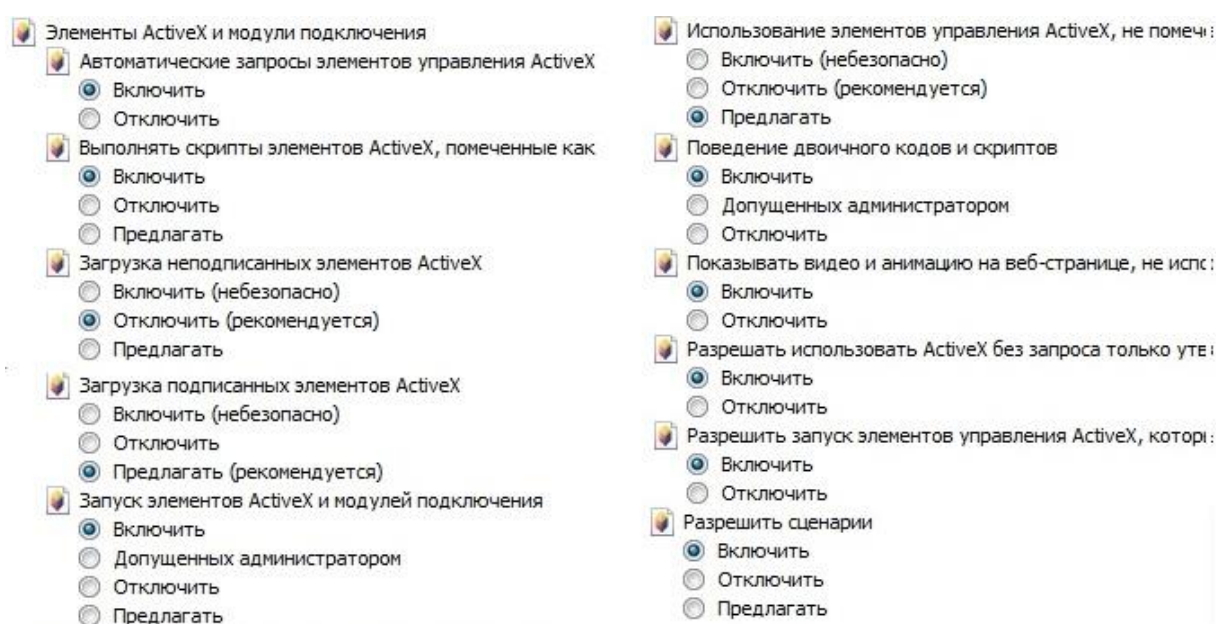 Элементы ActiveX и модули подключения
Автоматические запросы элементов управления ActiveX
Включить
Отключить
Выполнять скрипты элементов ActiveX, помеченные как
Включить
Отключить
Предлагать
Загрузка неподписанных элементов ActiveX
Включить (небезопасно)
Отключить (рекомендуется)
Предлагать
Загрузка подписанных элементов ActiveX
Включить (небезопасно)
Отключить
Предлагать (рекомендуется)
Запуск элементов ActiveX и модулей подключения
Включить
Допущенных администратором
Отключить
Предлагать
Использование элементов управления ActiveX, не
Включить (небезопасно)
Отключить (рекомендуется)
Предлагать
Поведение двоичного кодов и скриптов
Включить
Допущенных администратором
Отключить
Показывать видео и анимацию на веб-странице, не
Включить
Отключить
Разрешать использовать ActiveX без запроса только
Включить
Отключить
Разрешить запуск элементов управления ActiveX,
Включить
Отключить
Разрешить сценарии
Включить
Отключить
Предлагать